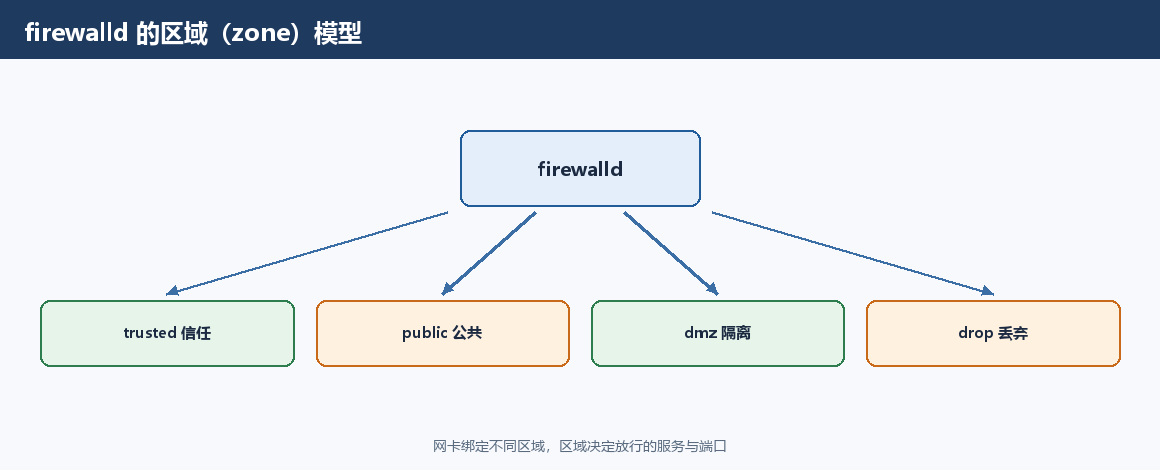 firewalld 的区域（zone）模型
firewalld
trusted 信任
public 公共
dmz 隔离
drop 丢弃
网卡绑定不同区域，区域决定放行的服务与端口